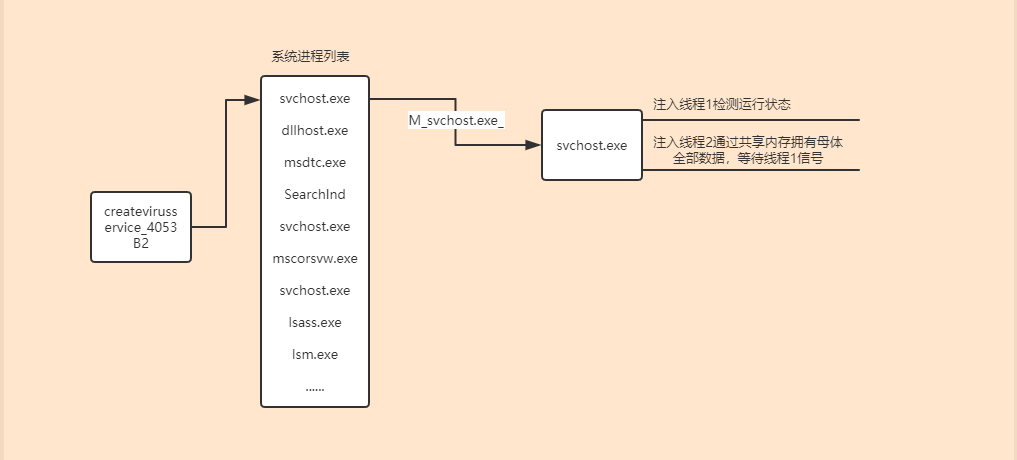 系统进程列表
svchost.exe
dllhost.exe
msdtc.exe
SearchInd
svchost.exe
mscorsvw.exe
svchost.exe
lsass.exe
lsm.exe
......
createviruss
ervice_4053
B2
M_svchost.exe_
svchost.exe
注入线程1检测运行状态
注入线程2通过共享内存拥有母体
全部数据，等待线程1信号